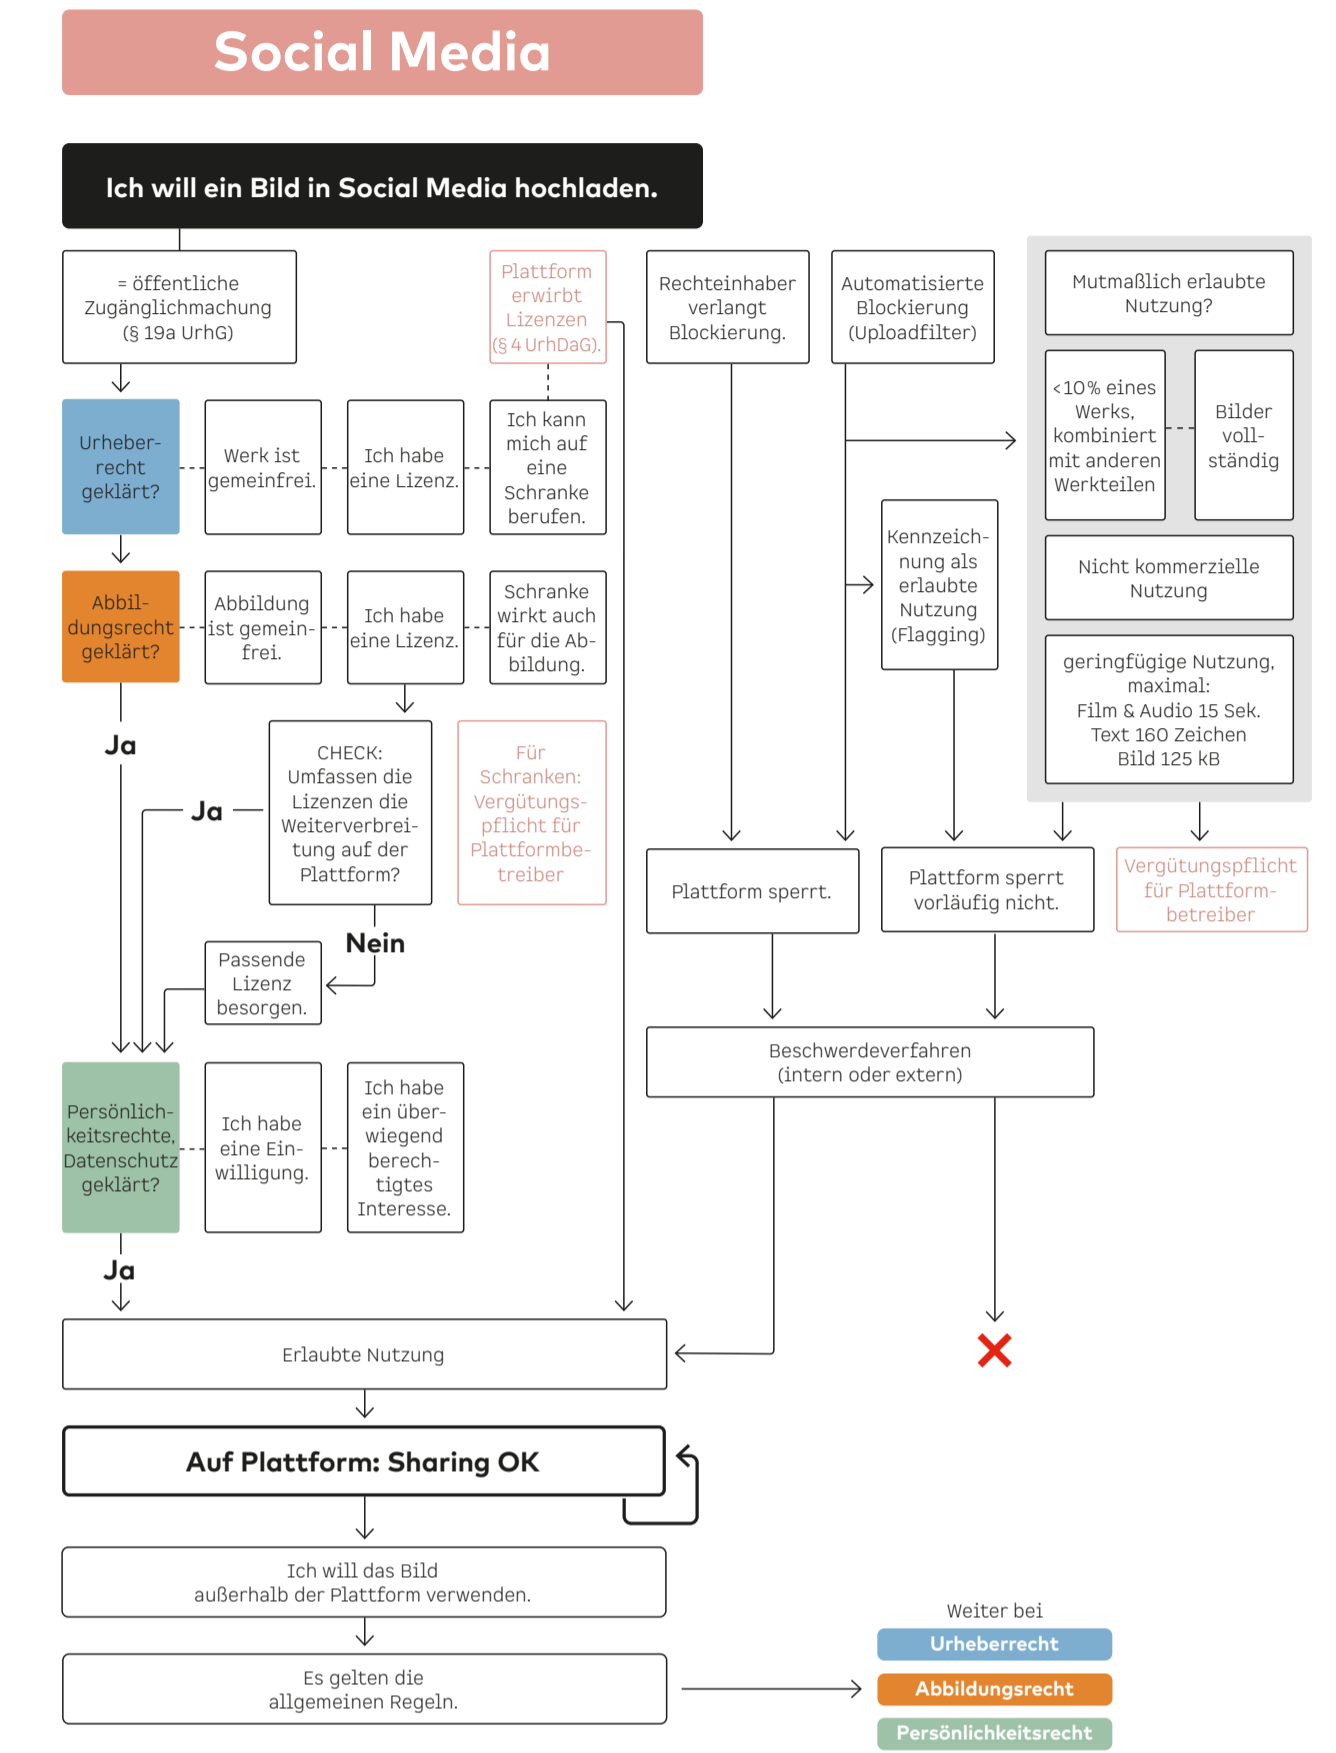 Social Media
Ich will ein Bild in Social Media hochladen.
= öffentliche
Zugänglichmachung
(§ 19a UrhG)
Plattform
erwirbt
Lizenzen
(§ 4 UrhDaG).
Rechteinhaber
verlangt
Blockierung.
Automatisierte
Blockierung
(Uploadfilter)
Mutmaßlich erlaubte
Nutzung?
<10% eines
Werks,
kombiniert
mit anderen
Werkteilen
Bilder
voll-
ständig
Urheber-
recht
geklärt?
Werk ist
gemeinfrei.
Ich habe
eine Lizenz.
Ich kann
mich auf
eine
Schranke
berufen.
Kennzeich-
nung als
erlaubte
Nutzung
(Flagging)
Nicht kommerzielle
Nutzung
Abbil-
dungsrecht
geklärt?
Abbildung
ist gemein-
frei.
Ich habe
eine Lizenz.
Schranke
wirkt auch
für die Ab-
bildung.
geringfügige Nutzung,
maximal:
Film & Audio 15 Sek.
Text 160 Zeichen
Bild 125 kB
Ja
CHECK:
Umfassen die
Lizenzen die
Weiterverbrei-
tung auf der
Plattform?
Für
Schranken:
Vergütungs-
pflicht für
Plattformbe-
treiber
Ja
Plattform sperrt.
Plattform sperrt
vorläufig nicht.
Vergütungspflicht
für Plattform-
betreiber
Nein
Passende
Lizenz
besorgen.
Beschwerdeverfahren
(intern oder extern)
Persönlich-
keitsrechte,
Datenschutz
geklärt?
Ich habe
eine Ein-
willigung.
Ich habe
ein über-
wiegend
berech-
tigtes
Interesse.
Ja
Erlaubte Nutzung
Auf Plattform: Sharing OK
Ich will das Bild
außerhalb der Plattform verwenden.
Es gelten die
allgemeinen Regeln.
Weiter bei
Urheberrecht
Abbildungsrecht
Persönlichkeitsrecht